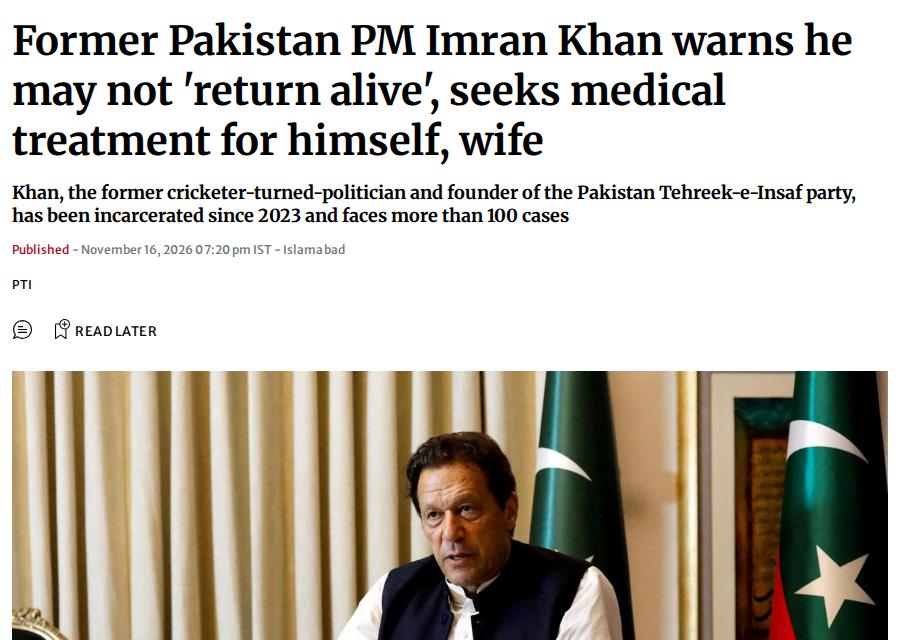 Former Pakistan PM Imran Khan warns he
may not 'return alive', seeks medical
treatment for himself, wife
Khan, the former cricketer-turned-politician and founder of the Pakistan Tehreek-e-Insaf party,
has been incarcerated since 2023 and faces more than 100 cases
Published - November 16, 2026 07:20 pm IST - Islamabad
PTI
READ LATER